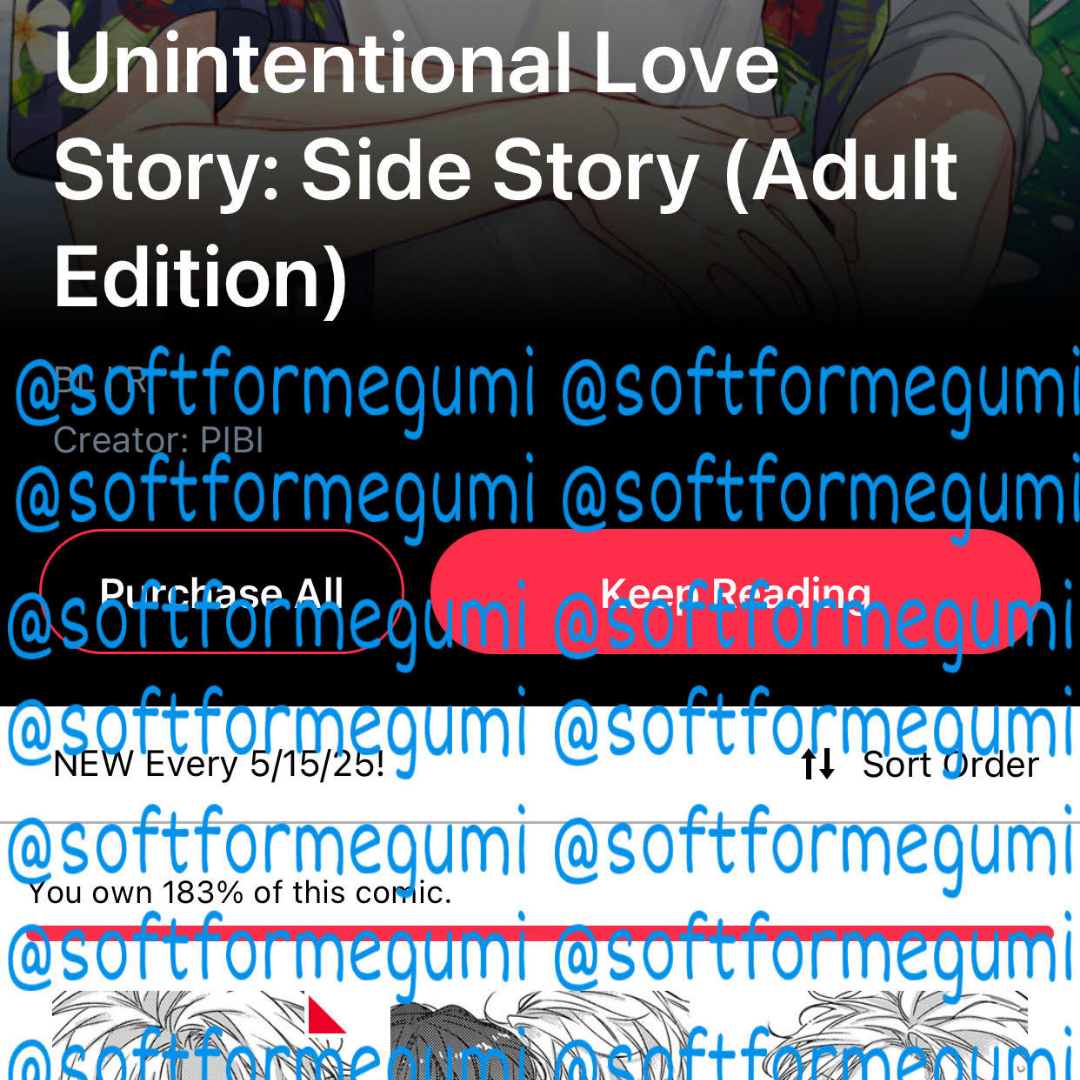 Unintentional Love
Story: Side Story (Adult
Edition)
@softformegumi @softformegumi
BL | R
Creator: PIBI
@softformegumi @softformegumi
Purchase All Keep Reading
@softformegumi @softformegumi
@softformegumi @softformegumi
NEW Every 5/15/25! Sort Order
@softformegumi @softformegumi
You own 183% of this comic.
@softformegumi @softformegumi
@softformegumi @softformegumi